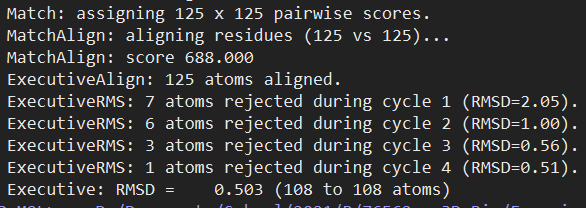 Match: assigning 125 x 125 pairwise scores.
MatchAlign: aligning residues (125 vs 125)...
MatchAlign: score 688.000
ExecutiveAlign: 125 atoms aligned.
ExecutiveRMS: 7 atoms rejected during cycle 1 (RMSD=2.05).
ExecutiveRMS: 6 atoms rejected during cycle 2 (RMSD=1.00).
ExecutiveRMS: 3 atoms rejected during cycle 3 (RMSD=0.56).
ExecutiveRMS: 1 atoms rejected during cycle 4 (RMSD=0.51).
Executive: RMSD =    0.503 (108 to 108 atoms)